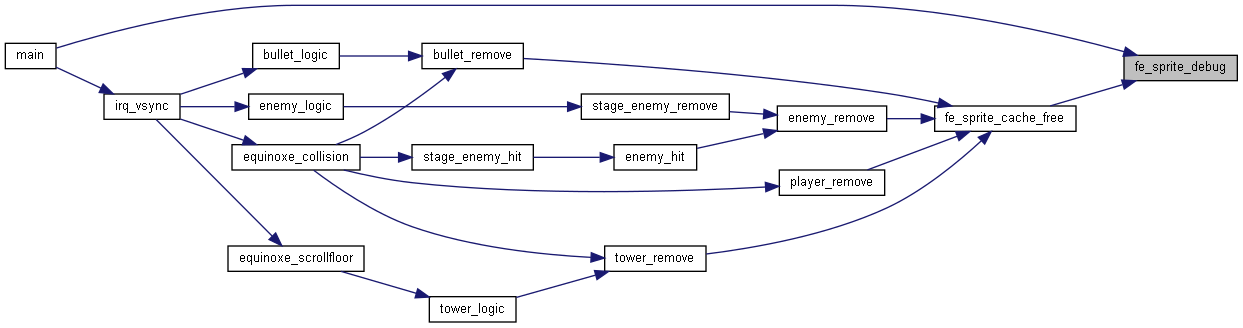 main
bullet_logic
bullet_remove
fe_sprite_debug
irq_vsync
enemy_logic
stage_enemy_remove
enemy_remove
fe_sprite_cache_free
equinoxe_collision
stage_enemy_hit
enemy_hit
player_remove
equinoxe_scrollfloor
tower_remove
tower_logic